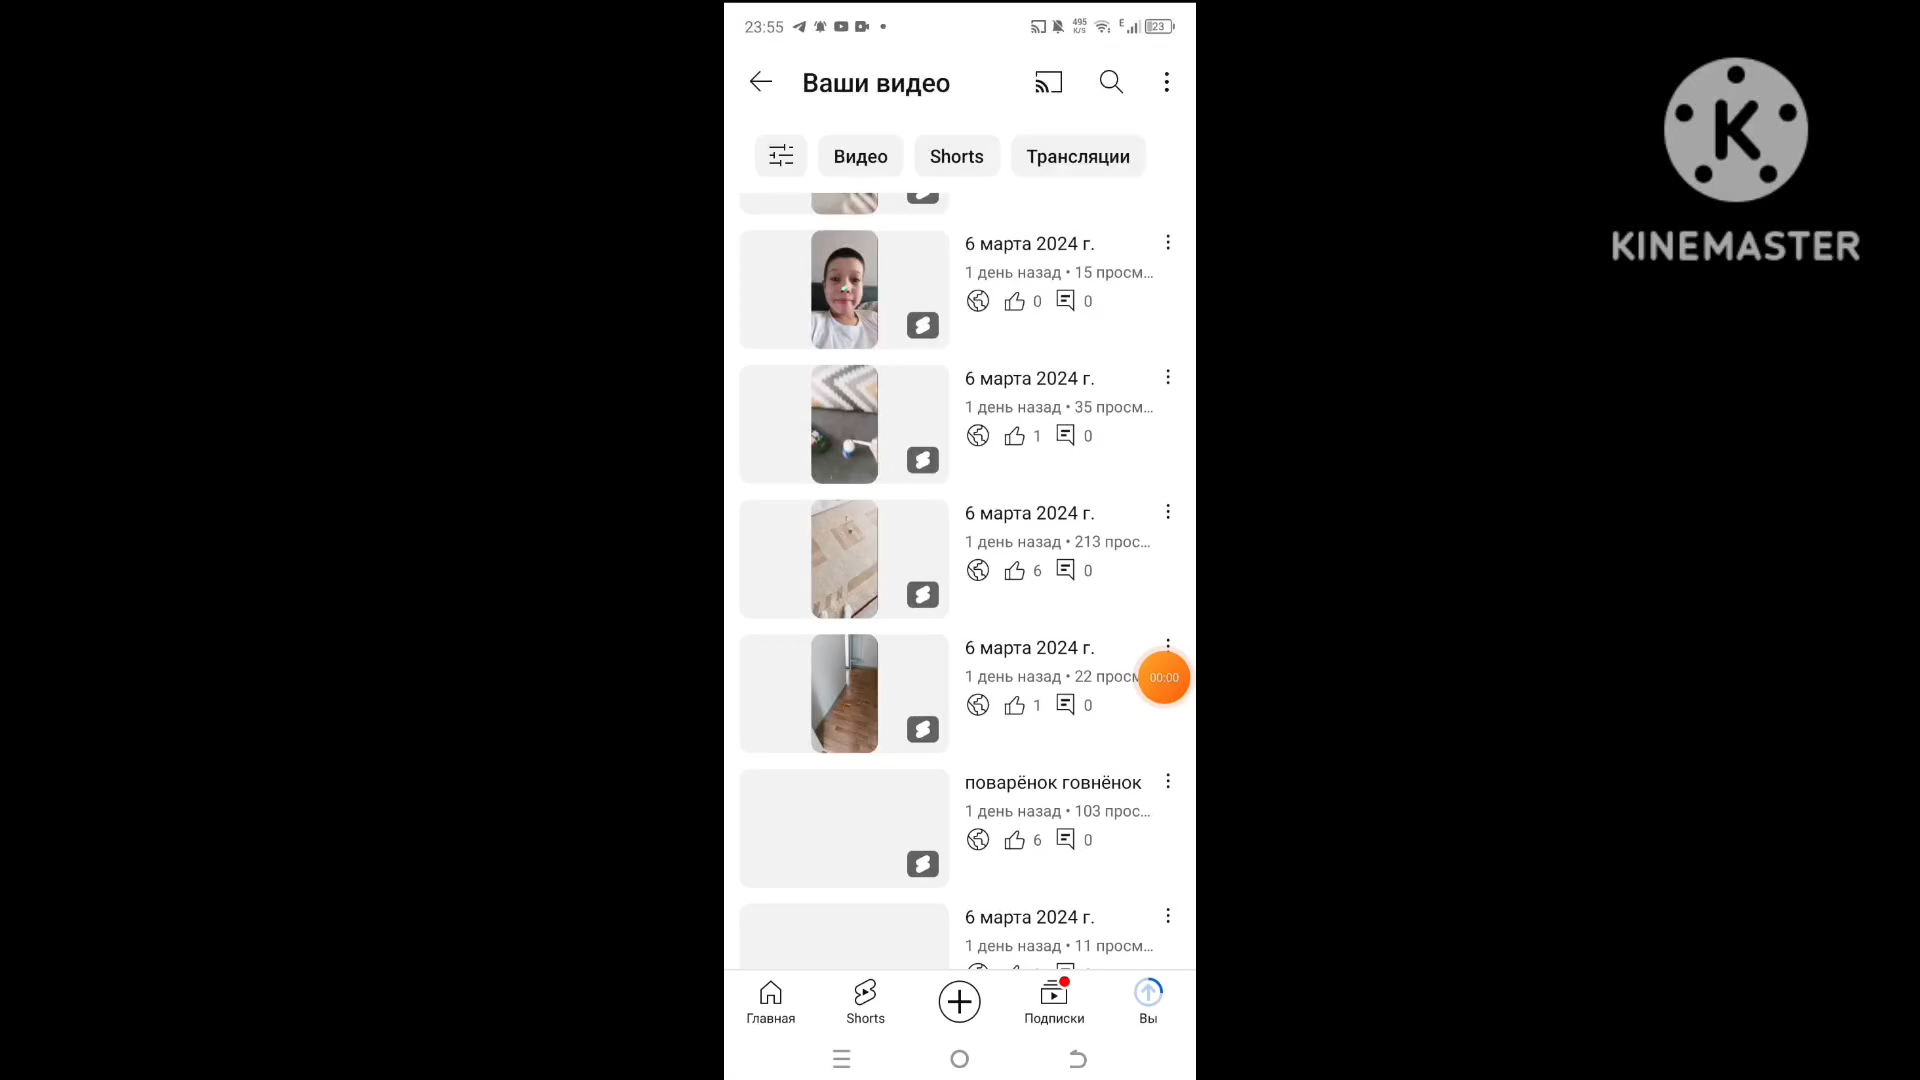 23:55
495
K/S
E
23
Ваши видео
Видео
Shorts
Трансляции
6 марта 2024 г.
1 день назад • 15 просм...
0
0
6 марта 2024 г.
1 день назад • 35 просм...
1
0
6 марта 2024 г.
1 день назад • 213 прос...
6
0
6 марта 2024 г.
1 день назад • 22 просм
1
0
00:00
поварёнок говнёнок
1 день назад • 103 прос...
6
0
6 марта 2024 г.
1 день назад • 11 просм...
Главная
Shorts
Подписки
Вы
K
KINEMASTER